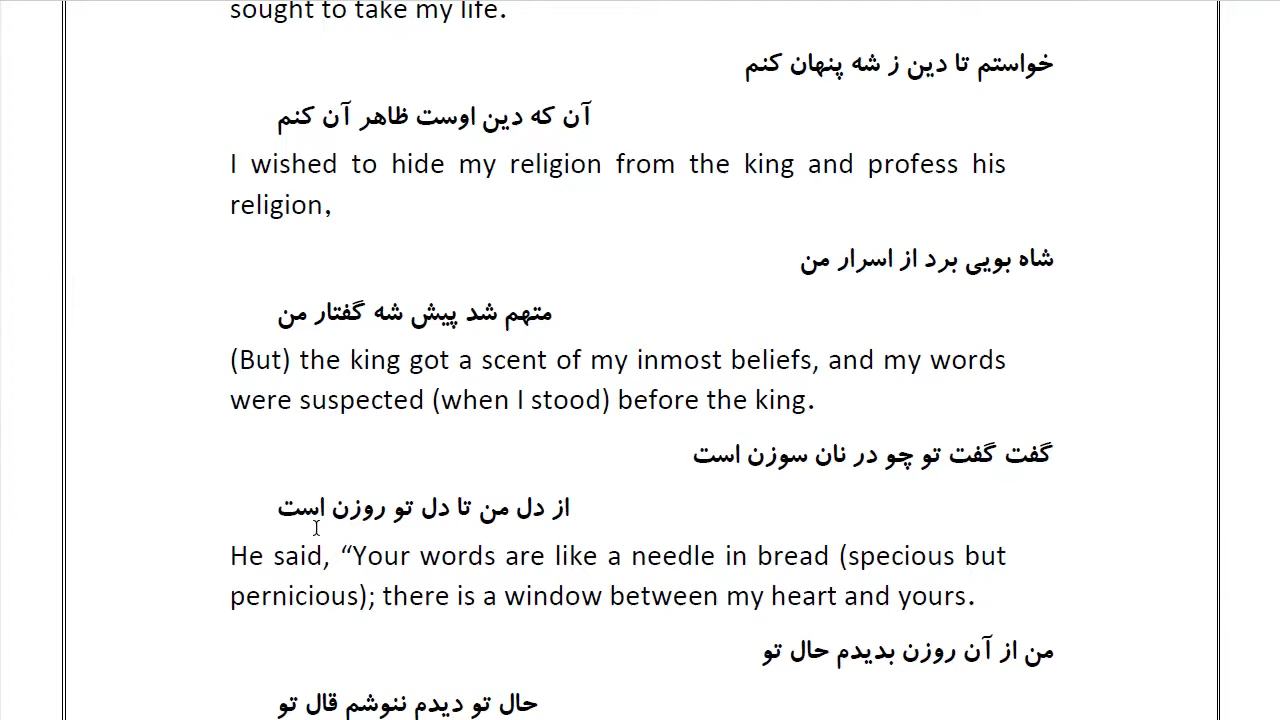 sought to take my life.
خواستم تا دین ز شه پنهان کنم
آن که دین اوست ظاهر آن کنم
I wished to hide my religion from the king and profess his
religion,
شاه بویی برد از اسرار من
متهم شد پیش شه گفتار من
(But) the king got a scent of my inmost beliefs, and my words
were suspected (when I stood) before the king.
گفت گفت تو چو در نان سوزن است
از دل من تا دل تو روزن است
He said, “Your words are like a needle in bread (specious but
pernicious); there is a window between my heart and yours.
من از آن روزن بدیدم حال تو
حال تو دیدم ننوشم قال تو